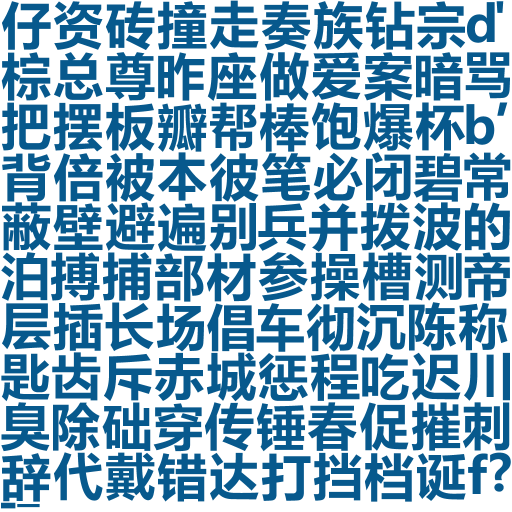 仔资砖撞走奏族钻宗ď
棕总尊昨座做爱案暗骂
把摆板瓣帮棒饱爆杯b′
背倍被本彼笔必闭碧常
蔽壁避遍别兵并拨波的
泊搏捕部材参操槽测帝
层插长场倡车彻沉陈称
匙齿斥赤城惩程吃迟川
臭除础穿传锤春促摧刺
辞代戴错达打挡档诞f?